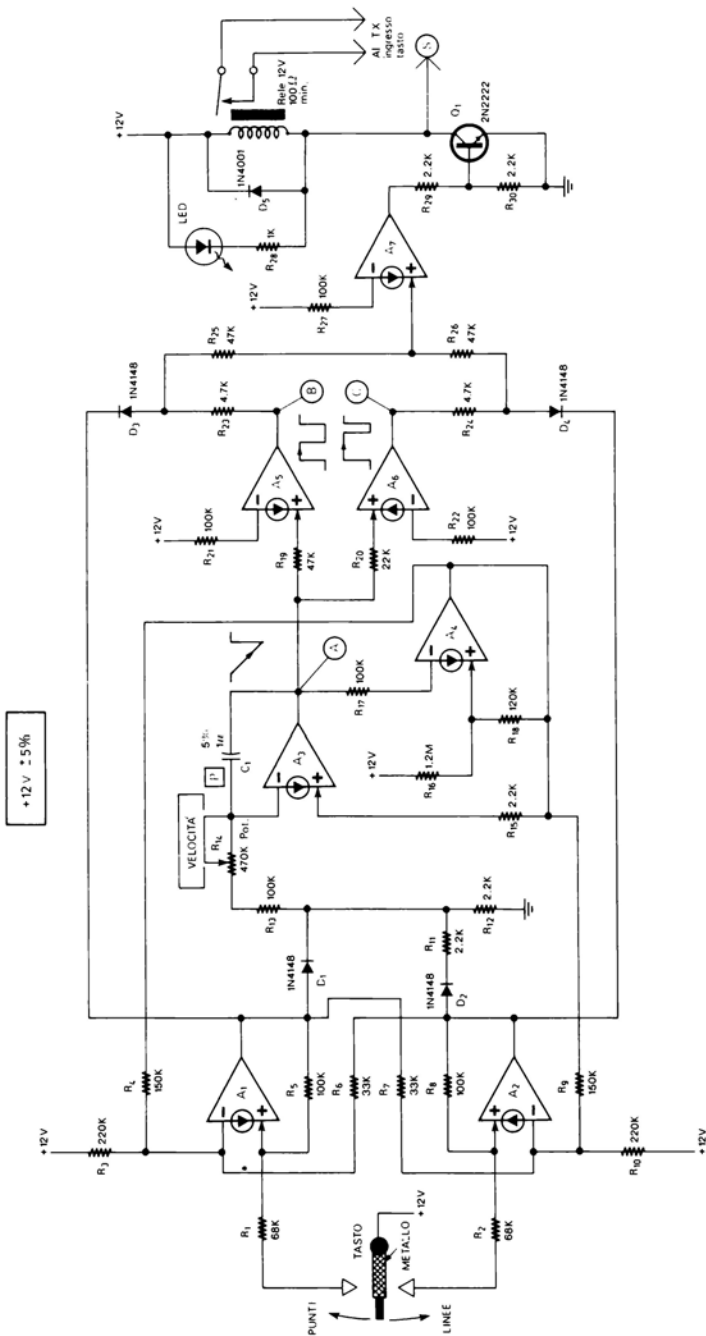 +12V ±5%
+12V
R3 220K
R4
150K
A1
R1
68K
R5
100K
R6
33K
R7
33K
R8
100K
A2
R9
150K
R10 220K
+12V
R2
68K
PUNTI
TASTO
METALLO
LINEE
+12V
1N4148
D1
1N4148
D2
R11
2.2K
R12
2.2K
R13
100K
VELOCITÀ
R14 Pot.
470K
P
5%
C1
A3
A
R17
100K
A4
+12V
R16
1.2M
R18
120K
R15
2.2K
+12V
R21
100K
R19
47K
R20
22K
R22
100K
+12V
A5
A6
B
C
D3
1N4148
R23
4.7K
R24
4.7K
D4
1N4148
R25
47K
R26
47K
+12V
R27
100K
A7
R29
2.2K
R30
2.2K
Q1
2N2222
S
LED
R28
1K
1N4001
D5
+12V
Rele 12V
100Ω
min.
Al TX
ingresso
tasto